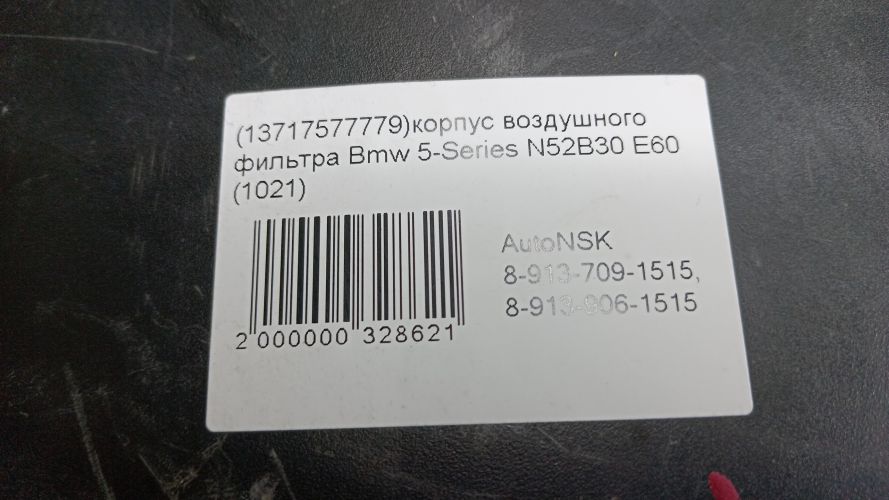 (13717577779)корпус воздушного
фильтра Bmw 5-Series N52B30 E60
(1021)
AutoNSK
8-913-709-1515,
8-913-906-1515
2 000000 328621